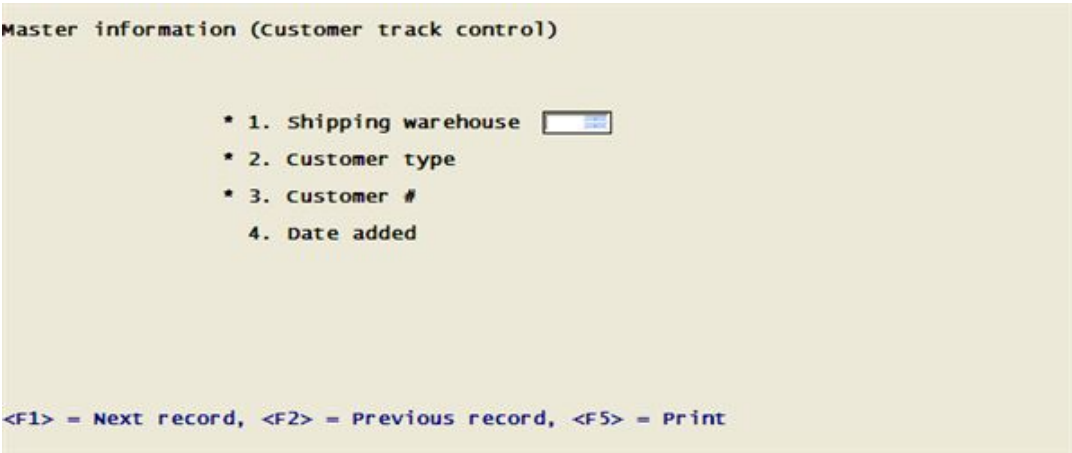 Master information (Customer track control)
* 1. Shipping warehouse
* 2. Customer type
* 3. Customer #
4. Date added
<F1> = Next record, <F2> = Previous record, <F5> = Print